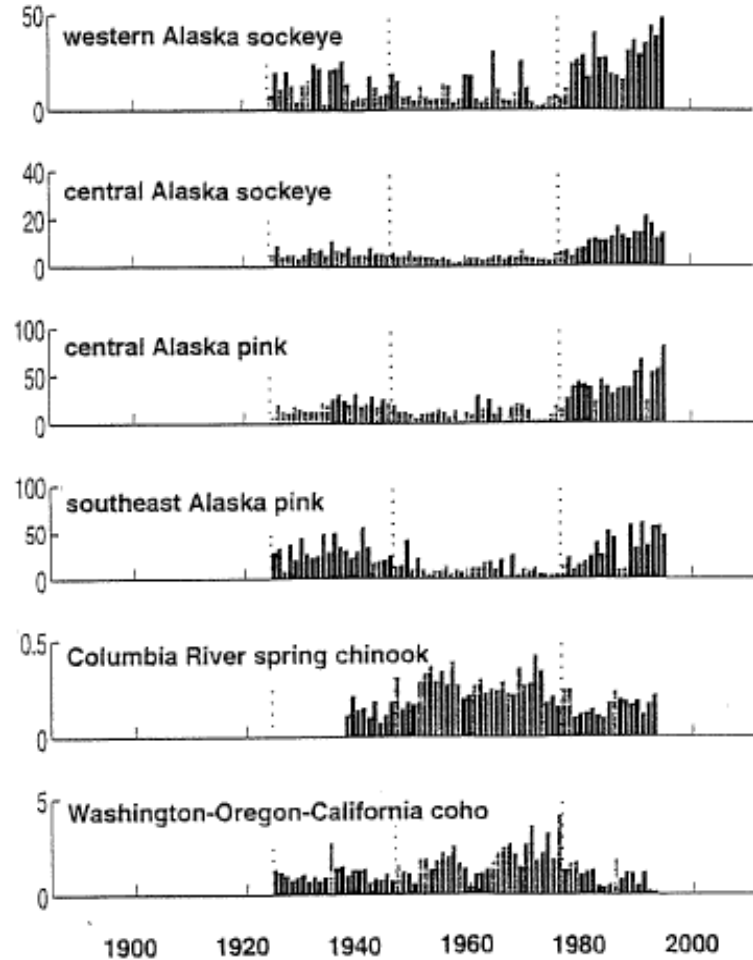 50
western Alaska sockeye
0
40
central Alaska sockeye
20
0
100
central Alaska pink
50
0
100
southeast Alaska pink
50
0
0.5
Columbia River spring chinook
0
5
Washington-Oregon-California coho
0
1900 1920 1940 1960 1980 2000